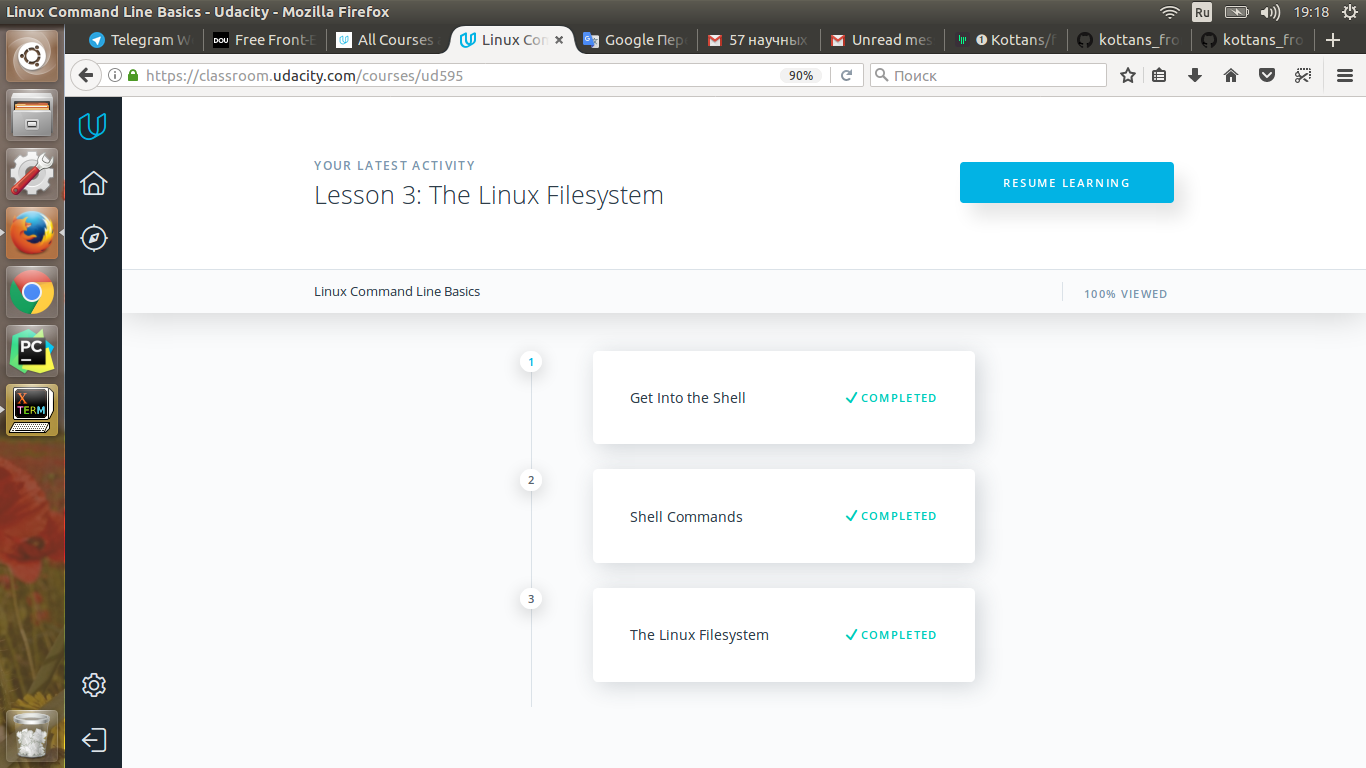 Linux Command Line Basics - Udacity - Mozilla Firefox
Ru
19:18
Telegram W
DOU Free Front-E
All Courses
Linux Con
Google Пер
57 научных
Unread mes
Kottans/f
kottans_fro
kottans_fro
https://classroom.udacity.com/courses/ud595
90%
Поиск
YOUR LATEST ACTIVITY
Lesson 3: The Linux Filesystem
RESUME LEARNING
Linux Command Line Basics
100% VIEWED
1
Get Into the Shell
COMPLETED
2
Shell Commands
COMPLETED
3
The Linux Filesystem
COMPLETED
PC
X
TERM